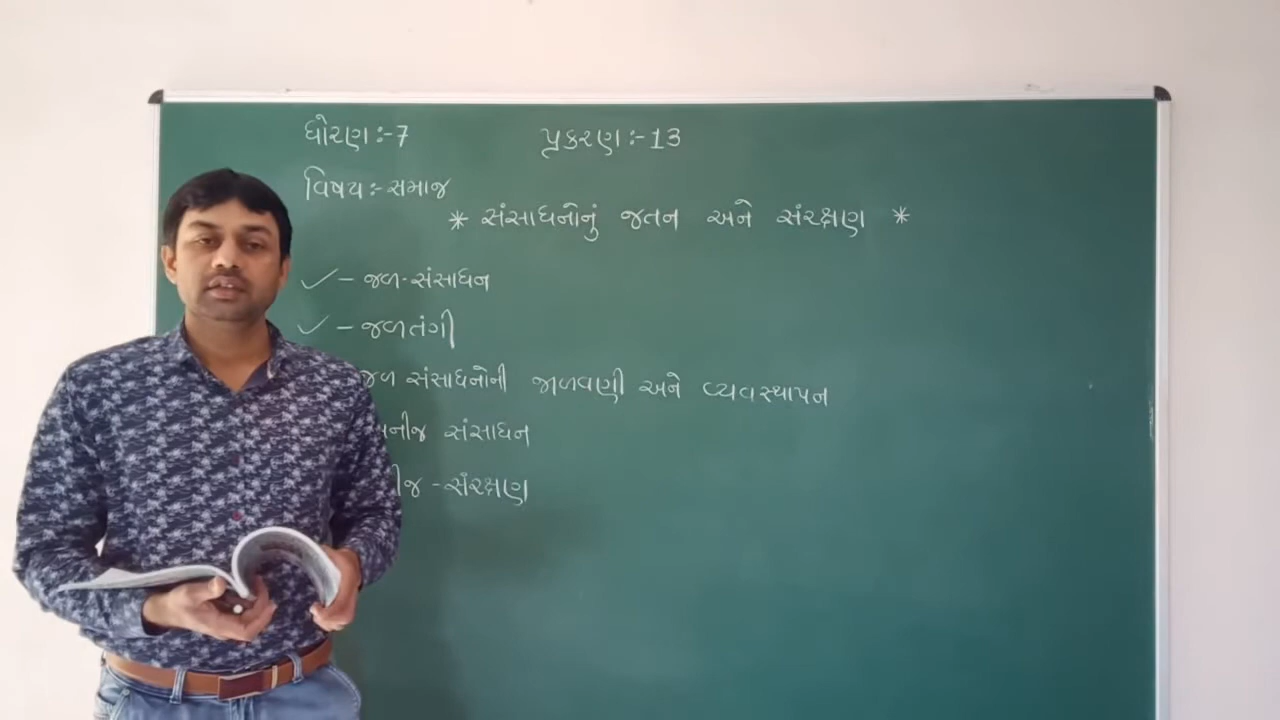 ધોરણ :- 7 પ્રકરણ :- 13
વિષય :- સમાજ
* સંસાધનોનું જતન અને સંરક્ષણ *
✓ - જળ-સંસાધન
✓ - જળતંગી
જળ સંસાધનોની જાળવણી અને વ્યવસ્થાપન
સંસાધન
- સંરક્ષણ